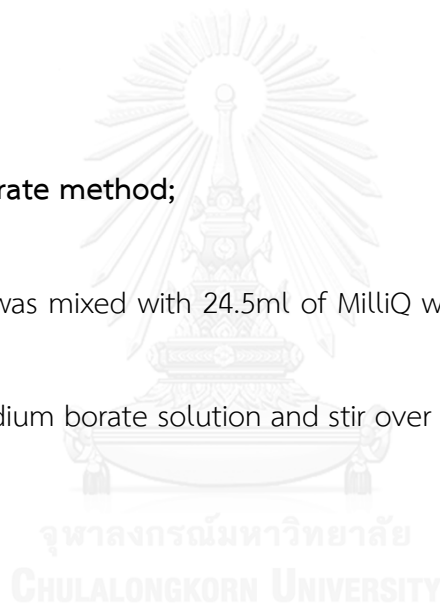 rate method;
was mixed with 24.5ml of MilliQ w
dium borate solution and stir over
จุฬาลงกรณ์มหาวิทยาลัย
CHULALONGKORN UNIVERSITY